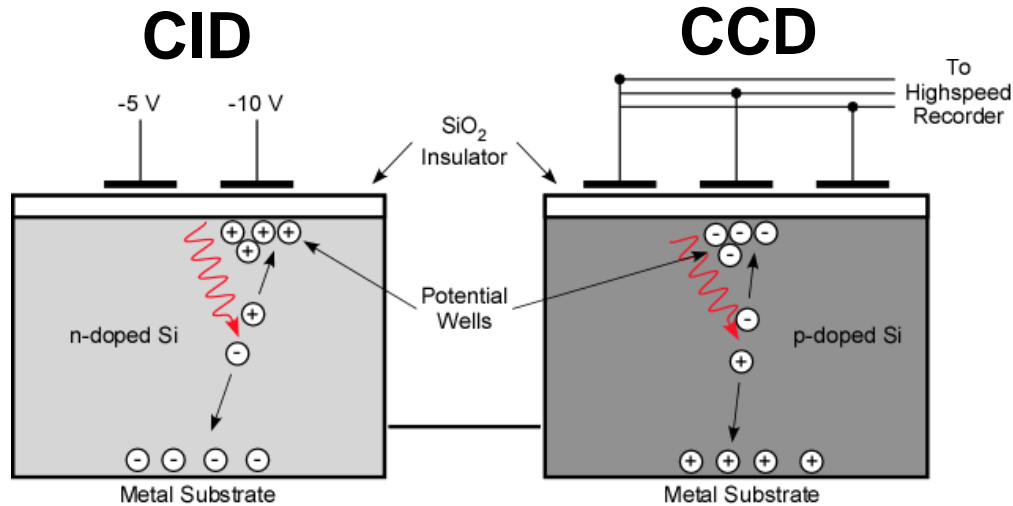 CID
CCD
-5 V
-10 V
To
Highspeed
Recorder
SiO₂
Insulator
+ + +
+
- - -
-
Potential
Wells
+
-
n-doped Si
-
+
p-doped Si
- - - -
+ + + +
Metal Substrate
Metal Substrate